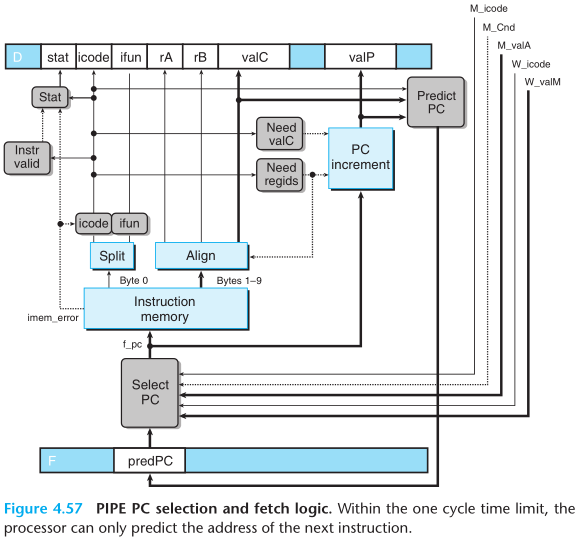 M_icode
M_Cnd
M_valA
W_icode
W_valM
D stat icode ifun rA rB valC valP
Stat
Predict
PC
Instr
valid
Need
valC
PC
increment
Need
regids
icode ifun
Split
Align
Byte 0
Bytes 1–9
Instruction
memory
imem_error
f_pc
Select
PC
F predPC
Figure 4.57 PIPE PC selection and fetch logic. Within the one cycle time limit, the
processor can only predict the address of the next instruction.